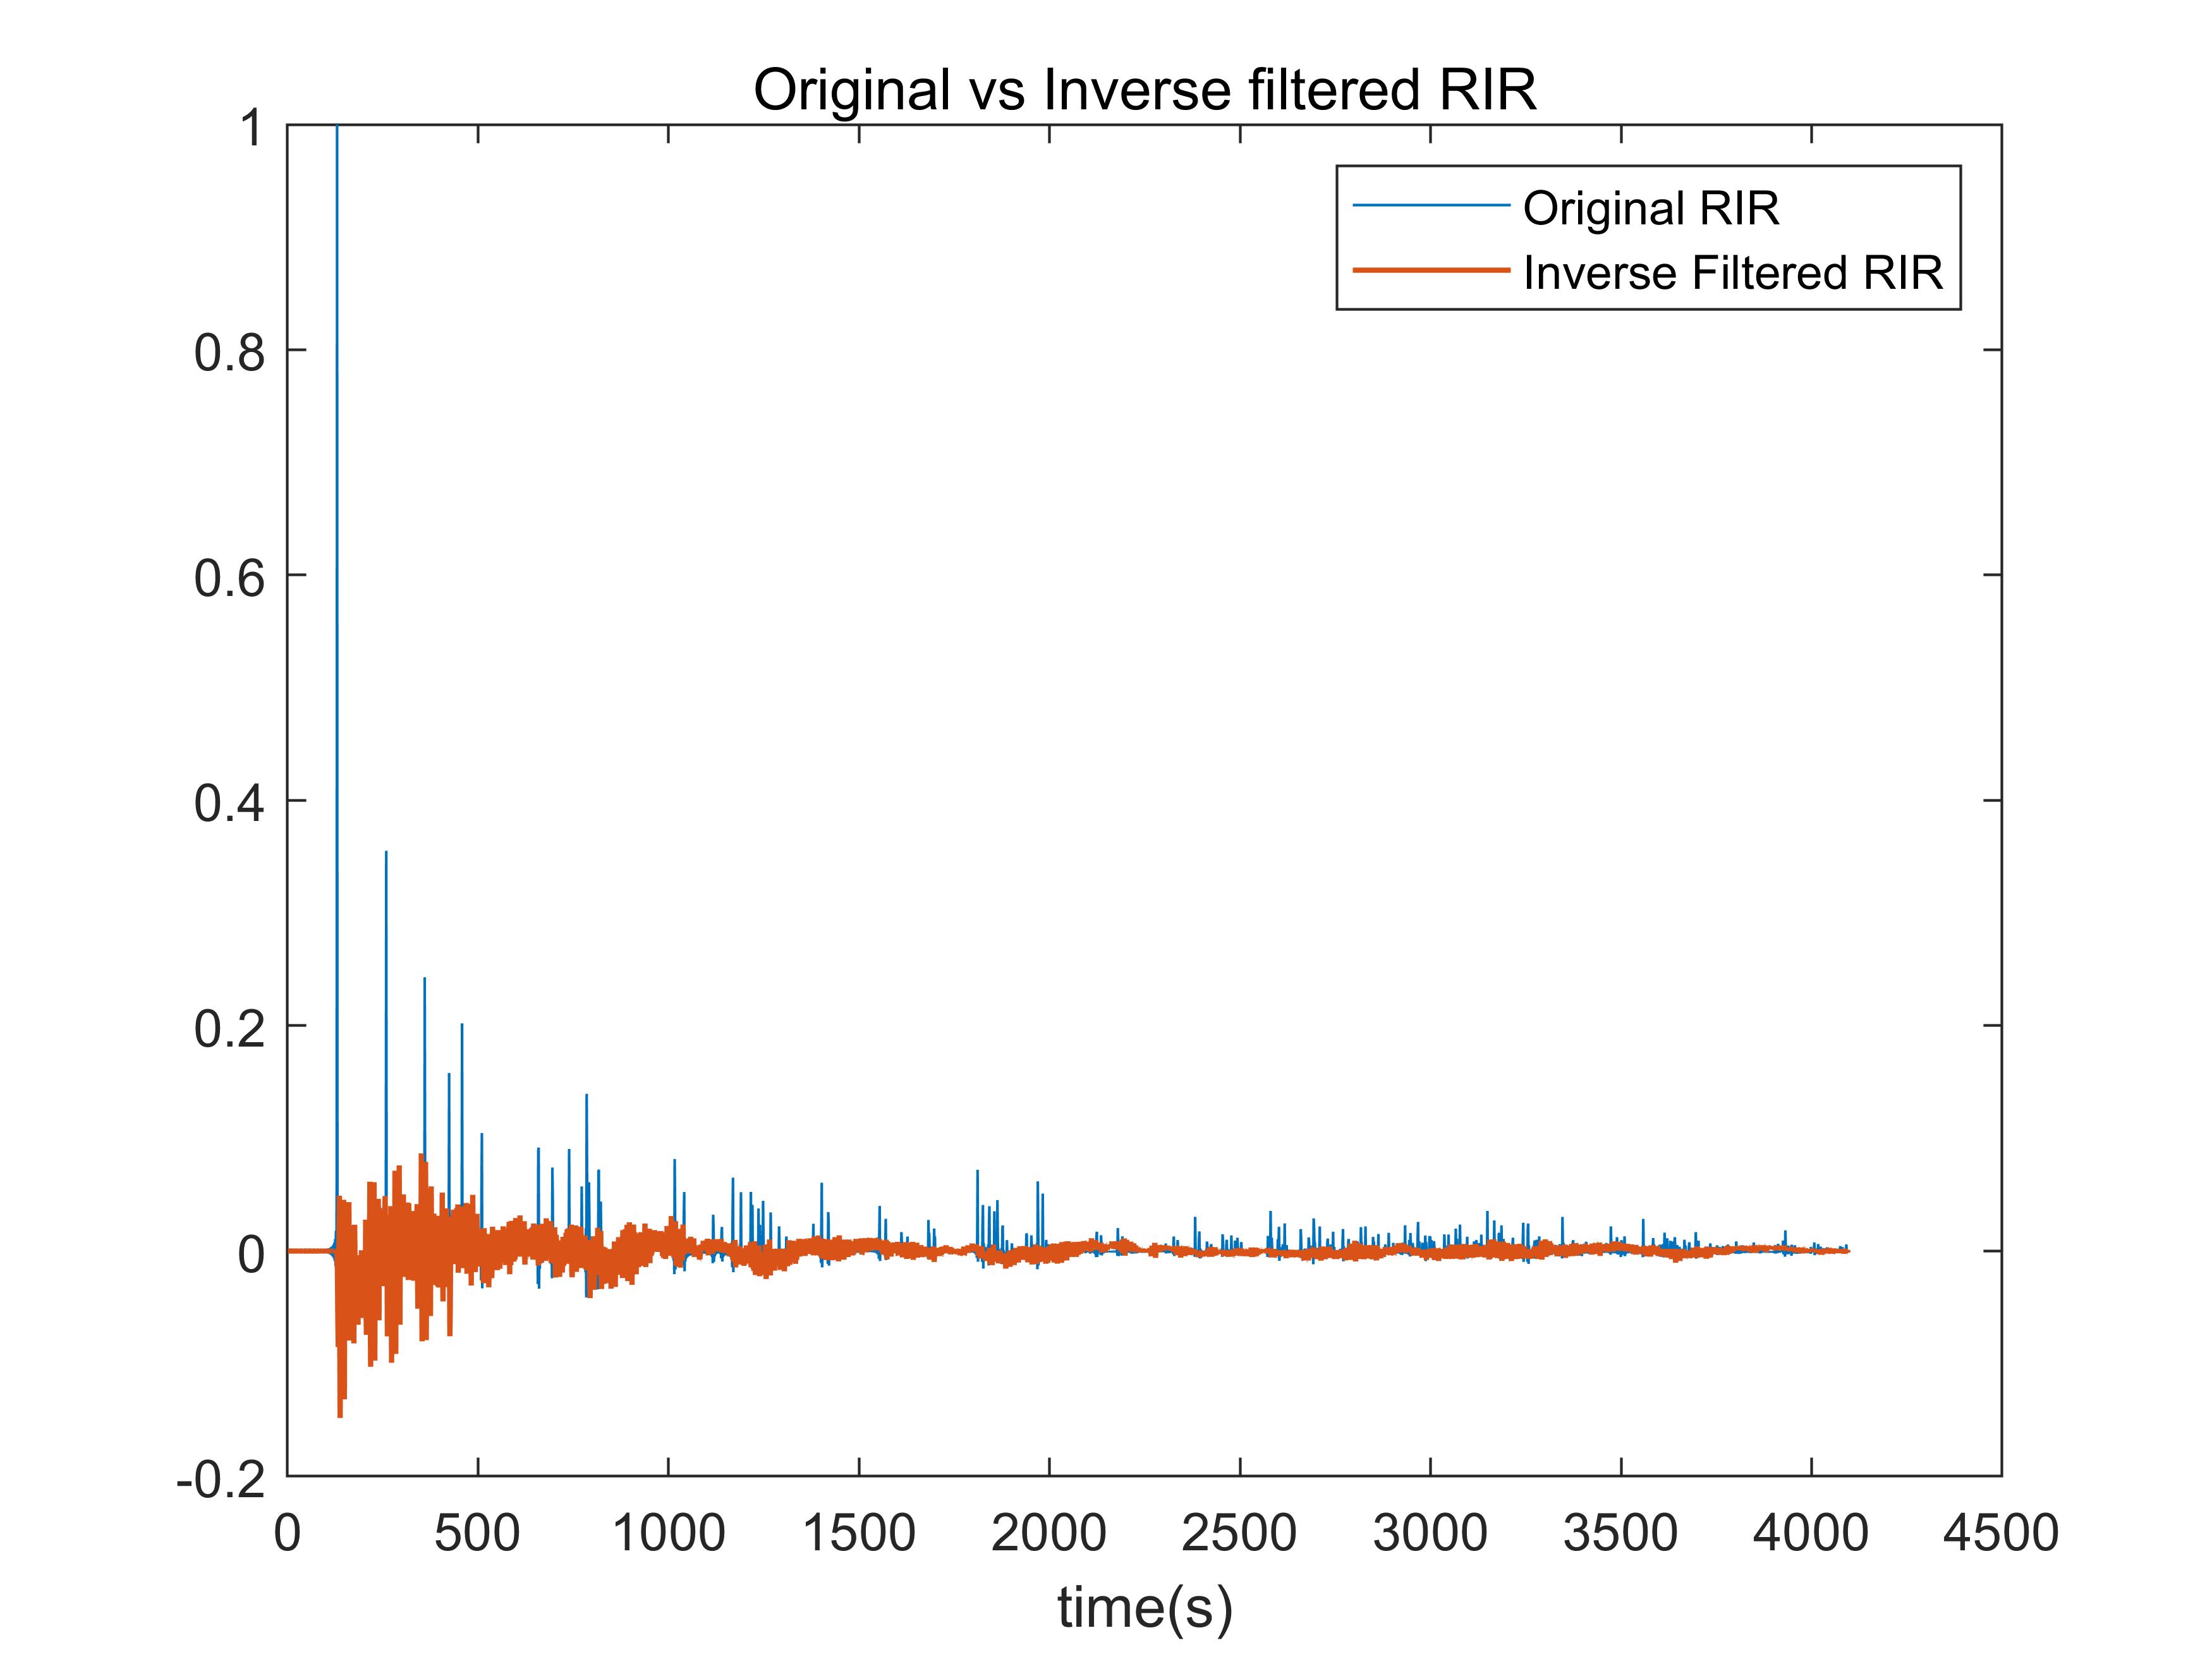 Original vs Inverse filtered RIR
Original RIR
Inverse Filtered RIR
1
0.8
0.6
0.4
0.2
0
-0.2
0 500 1000 1500 2000 2500 3000 3500 4000 4500
time(s)